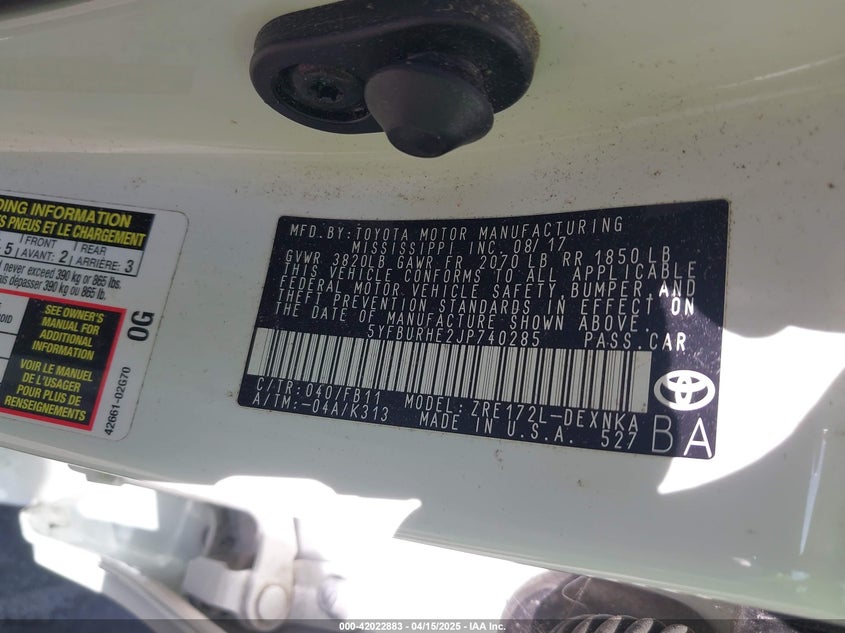 DING INFORMATION
S PNEUS ET LE CHARGEMENT
5 FRONT AVANT: 2 REAR ARRIÈRE: 3
d never exceed 390 kg or 865 lbs.
dépasser 390 kg ou 865 lb.
SEE OWNER'S
MANUAL FOR
ADDITIONAL
INFORMATION
VOIR LE MANUEL
DE L'USAGER
POUR PLUS DE
RENSEIGNEMENTS
0G
42661-02G70
MFD.BY:TOYOTA MOTOR MANUFACTURING
MISSISSIPPI INC. 08/17
GVWR 3820LB GAWR FR 2070 LB RR 1850 LB
THIS VEHICLE CONFORMS TO ALL APPLICABLE
FEDERAL MOTOR VEHICLE SAFETY, BUMPER, AND
THEFT PREVENTION STANDARDS IN EFFECT ON
THE DATE OF MANUFACTURE SHOWN ABOVE.
5YFBURHE2JP740285 PASS.CAR
C/TR:040/FB11 MODEL:ZRE172L-DEXNKA
A/TM:-04A/K313 MADE IN U.S.A. 527
BA
000-42022883 - 04/15/2025 - IAA Inc.